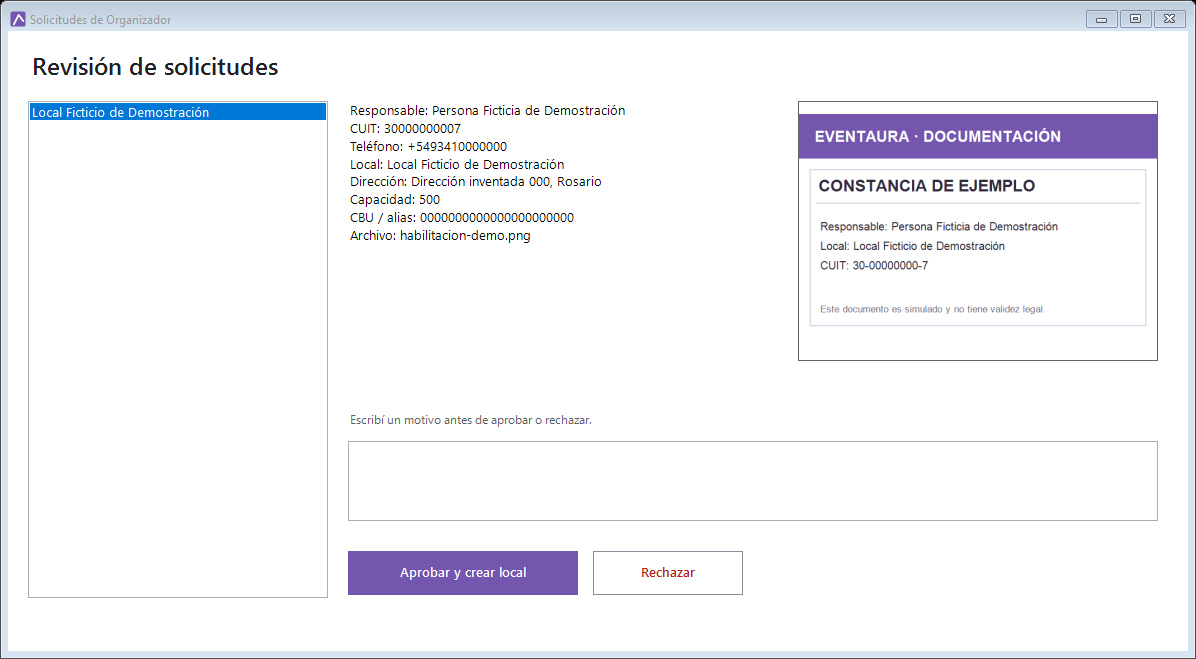 Solicitudes de Organizador
Revisión de solicitudes
Local Ficticio de Demostración
Responsable: Persona Ficticia de Demostración
CUIT: 30000000007
Teléfono: +5493410000000
Local: Local Ficticio de Demostración
Dirección: Dirección inventada 000, Rosario
Capacidad: 500
CBU / alias: 0000000000000000000000
Archivo: habilitacion-demo.png
EVENTAURA · DOCUMENTACIÓN
CONSTANCIA DE EJEMPLO
Responsable: Persona Ficticia de Demostración
Local: Local Ficticio de Demostración
CUIT: 30-00000000-7
Este documento es simulado y no tiene validez legal.
Escribí un motivo antes de aprobar o rechazar.
Aprobar y crear local
Rechazar